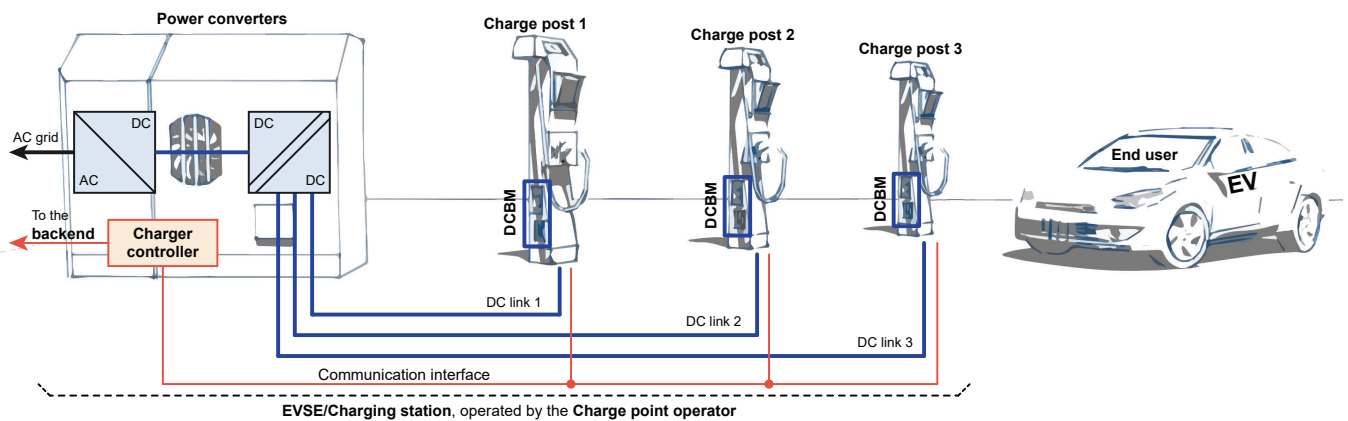 Power converters
Charge post 1
Charge post 2
Charge post 3
AC grid
DC
AC
DC
DC
DCBM
DCBM
DCBM
End user
EV
To the
backend
Charger
controller
DC link 1
DC link 2
DC link 3
Communication interface
EVSE/Charging station, operated by the Charge point operator